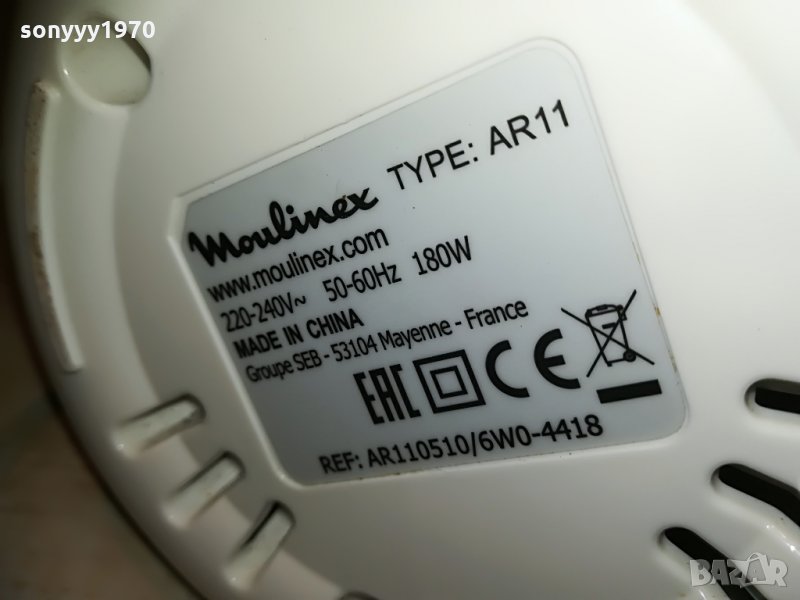 sonyyy1970
Moulinex TYPE: AR11
www.moulinex.com
220-240V~ 50-60Hz 180W
MADE IN CHINA
Groupe SEB - 53104 Mayenne - France
EAC CE
REF: AR110510/6W0-4418
BAZAR